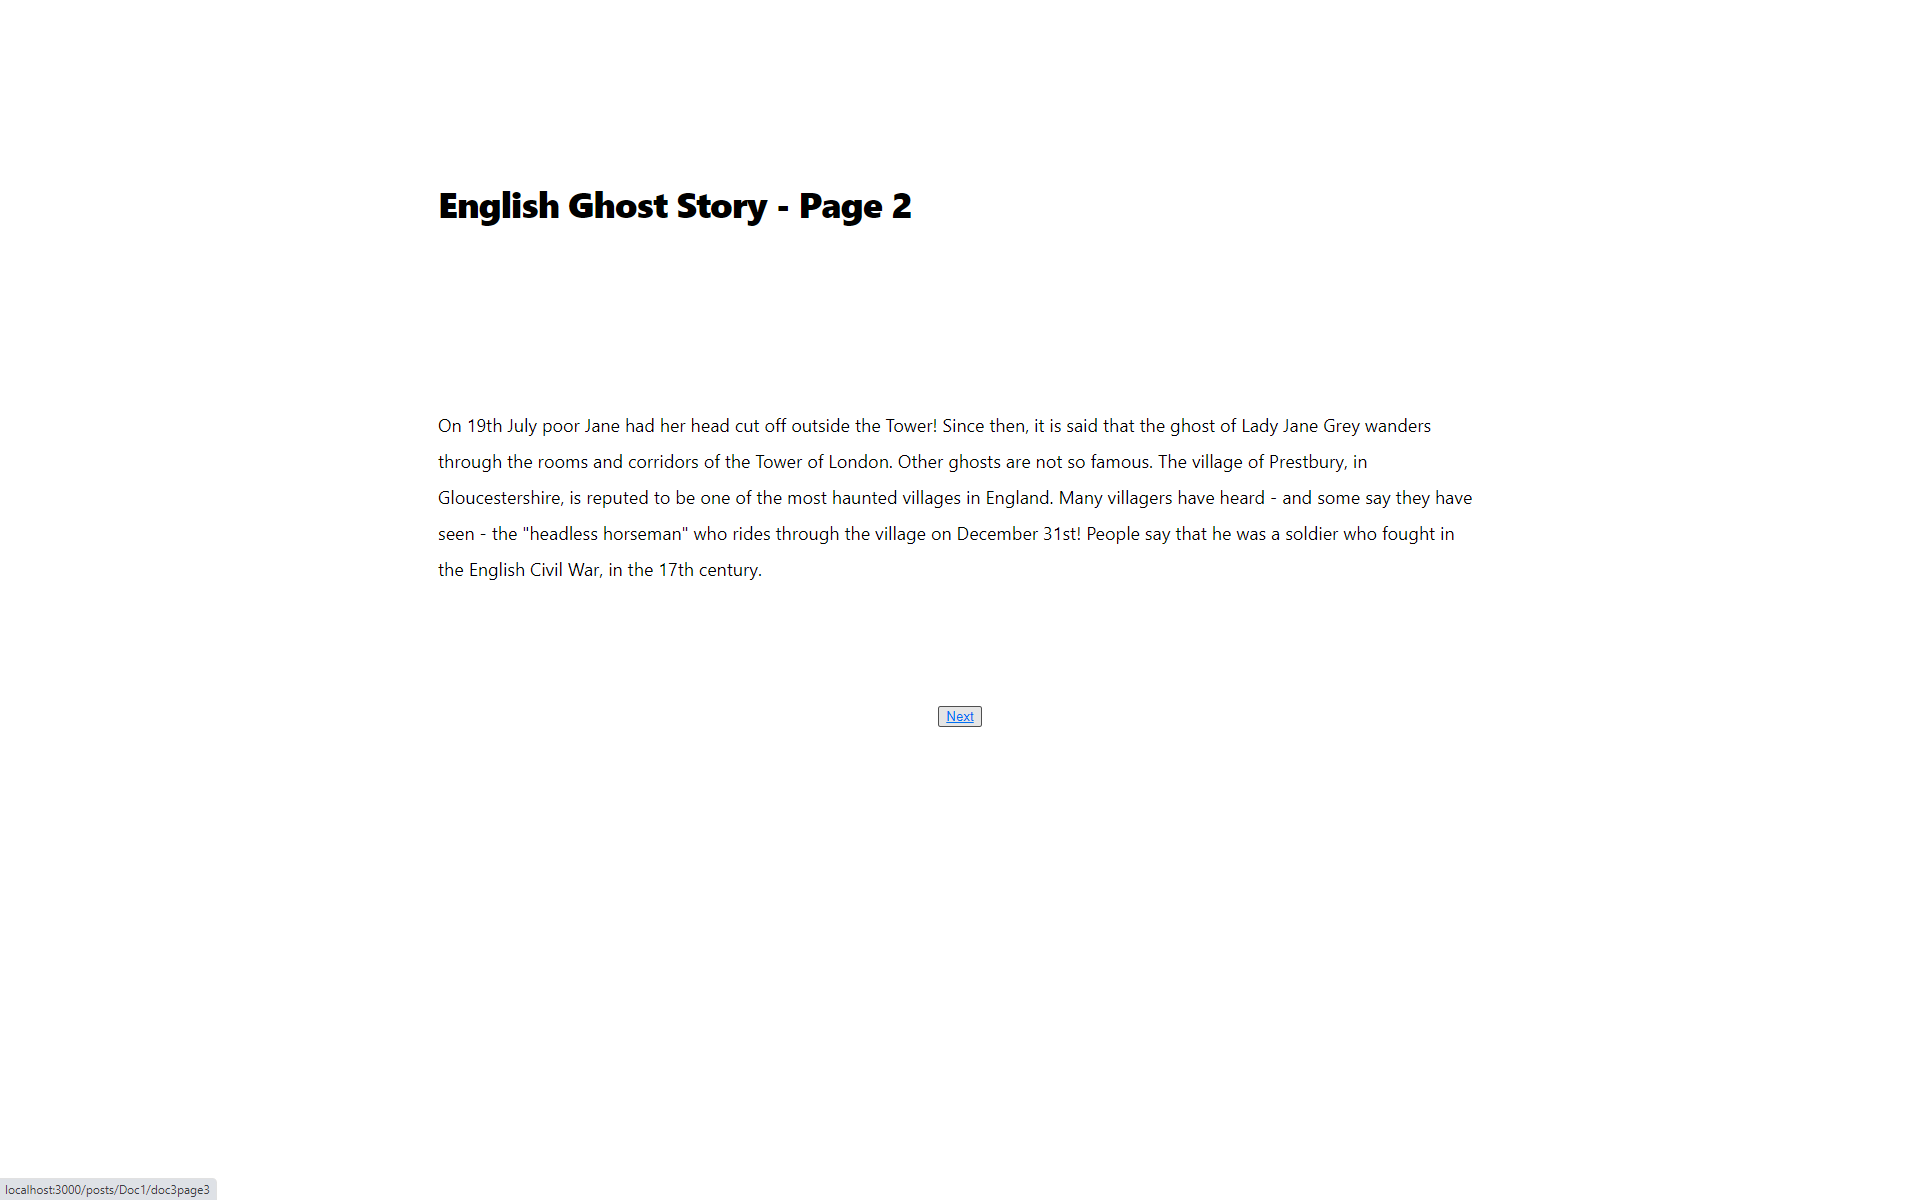 English Ghost Story - Page 2
On 19th July poor Jane had her head cut off outside the Tower! Since then, it is said that the ghost of Lady Jane Grey wanders
through the rooms and corridors of the Tower of London. Other ghosts are not so famous. The village of Prestbury, in
Gloucestershire, is reputed to be one of the most haunted villages in England. Many villagers have heard - and some say they have
seen - the "headless horseman" who rides through the village on December 31st! People say that he was a soldier who fought in
the English Civil War, in the 17th century.
Next
localhost:3000/posts/Doc1/doc3page3